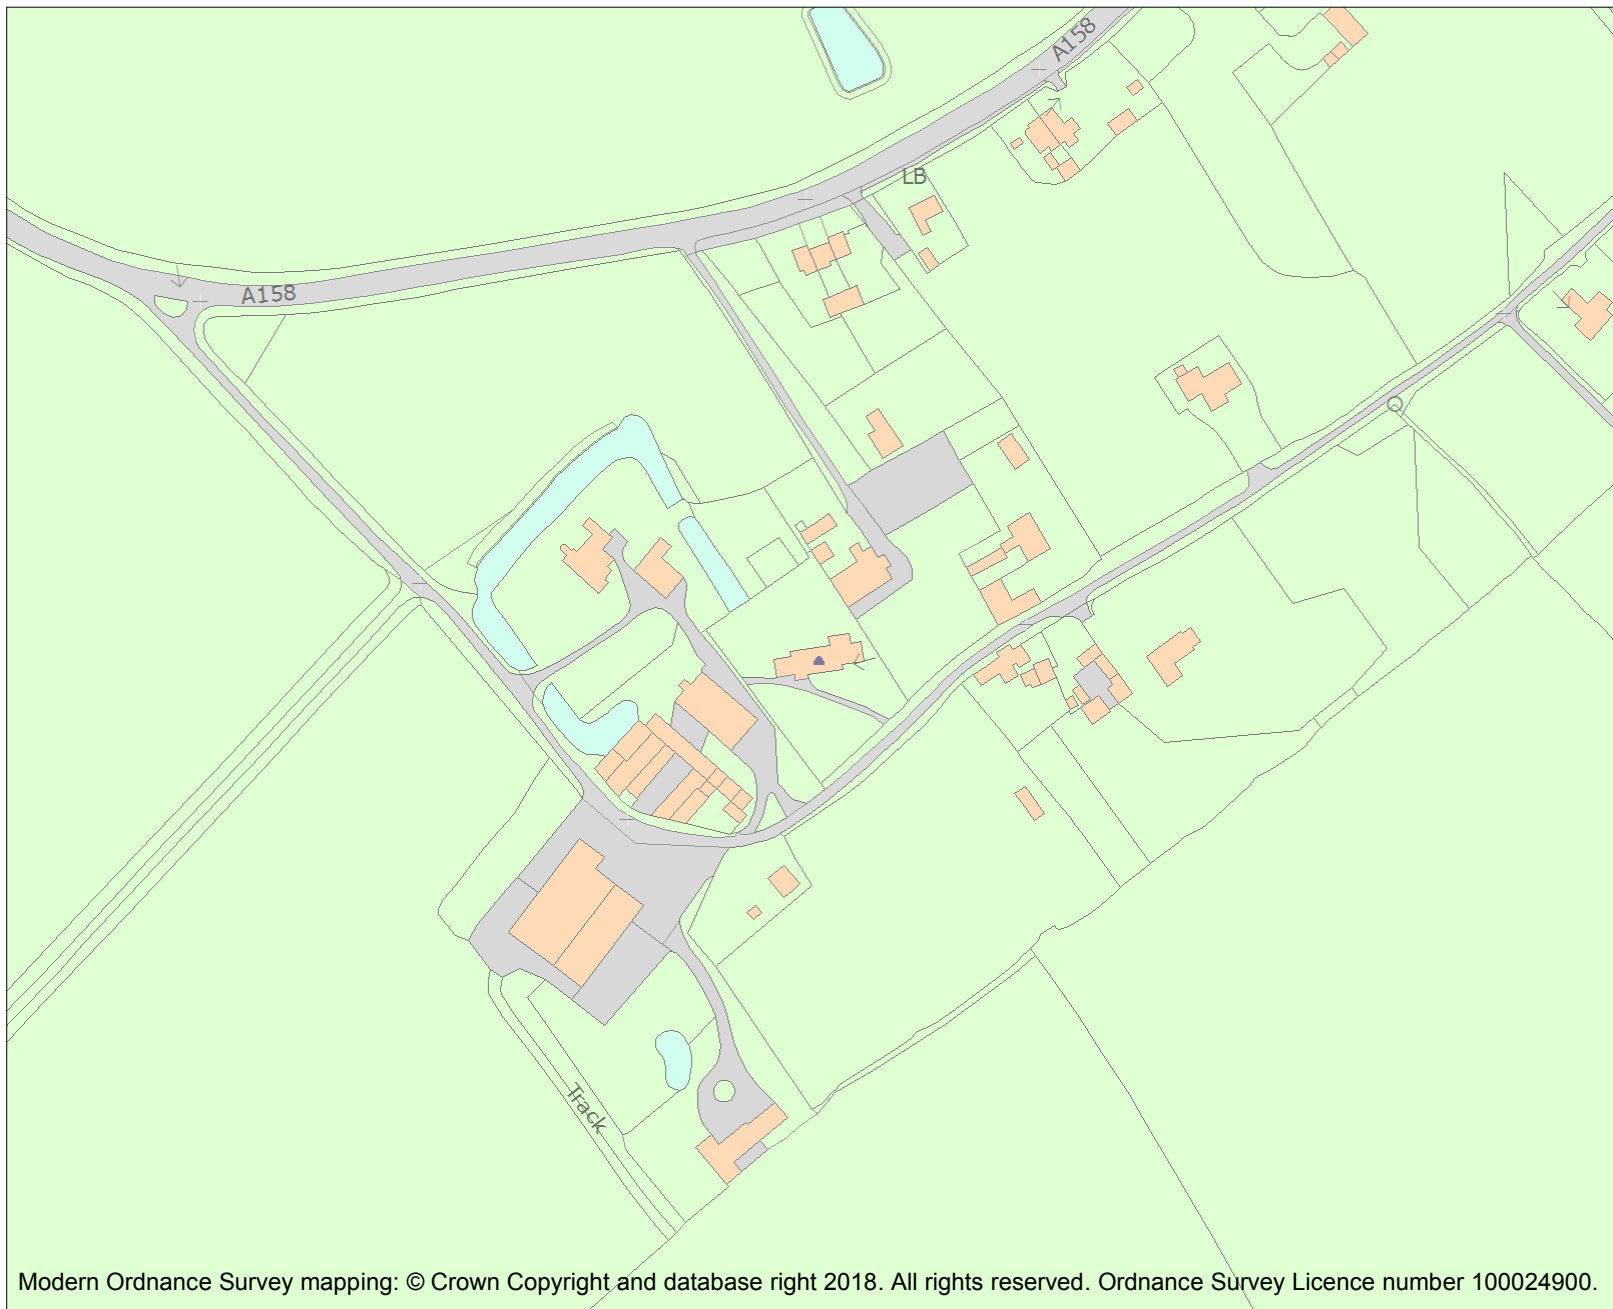 A158
LB
A158
Track
Modern Ordnance Survey mapping: © Crown Copyright and database right 2018. All rights reserved. Ordnance Survey Licence number 100024900.